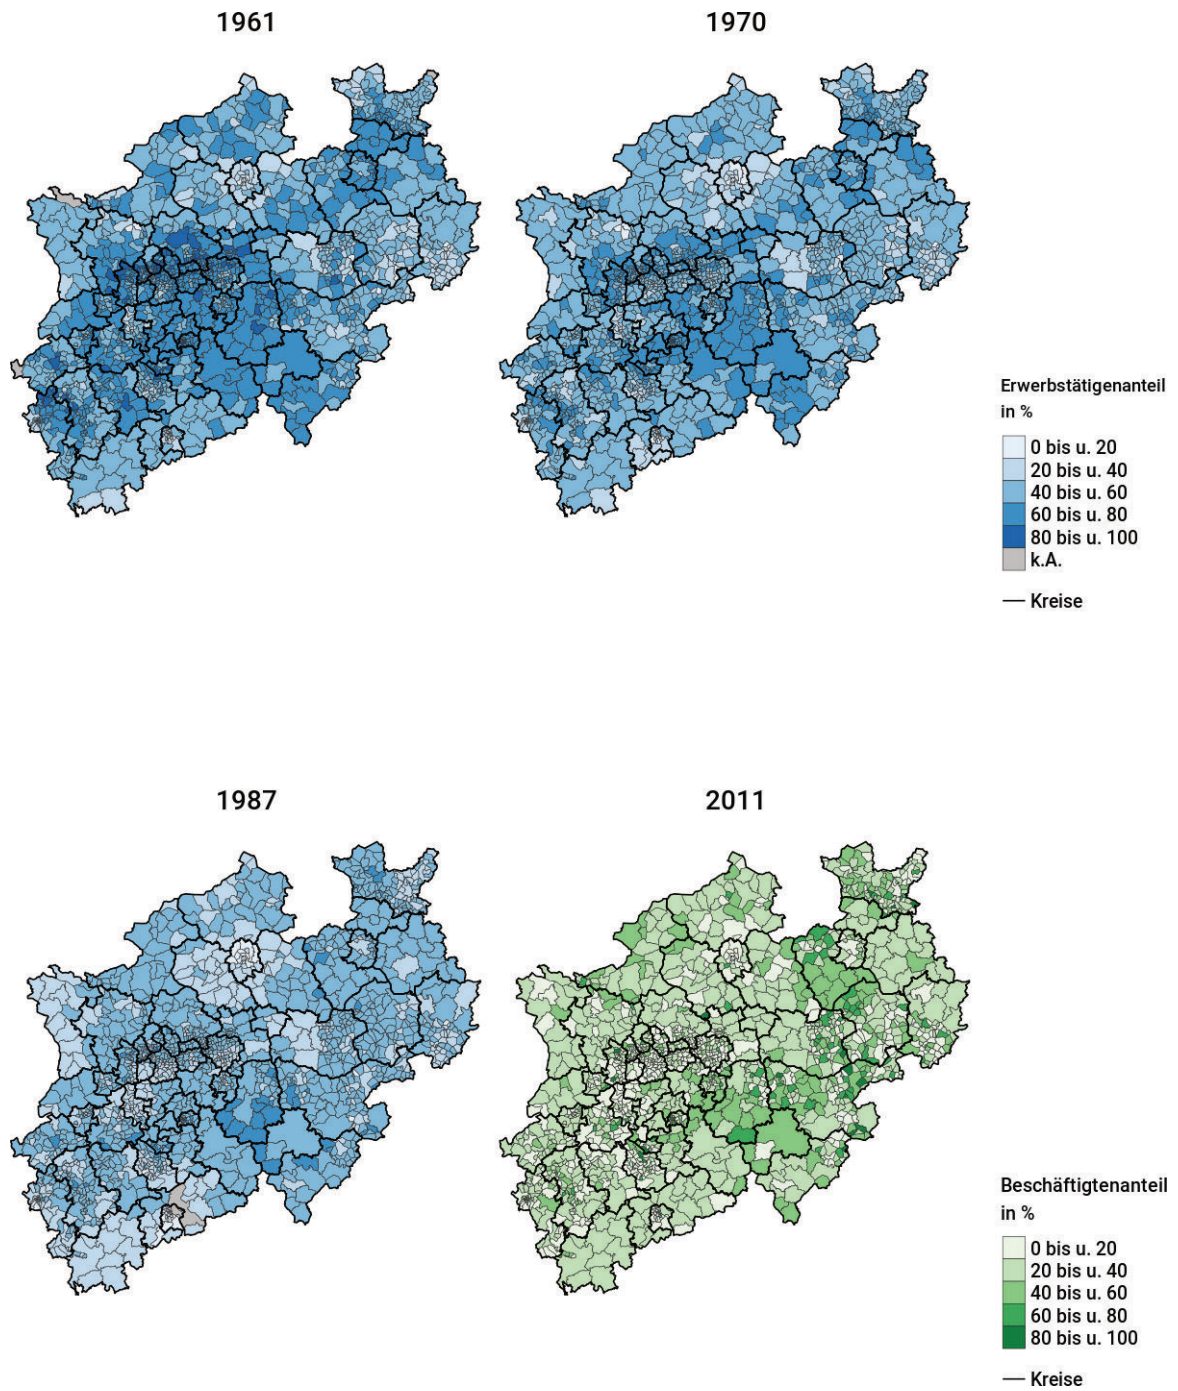 1961
1970
Erwerbstätigenanteil
in %
0 bis u. 20
20 bis u. 40
40 bis u. 60
60 bis u. 80
80 bis u. 100
k.A.
Kreise
1987
2011
Beschäftigtenanteil
in %
0 bis u. 20
20 bis u. 40
40 bis u. 60
60 bis u. 80
80 bis u. 100
Kreise